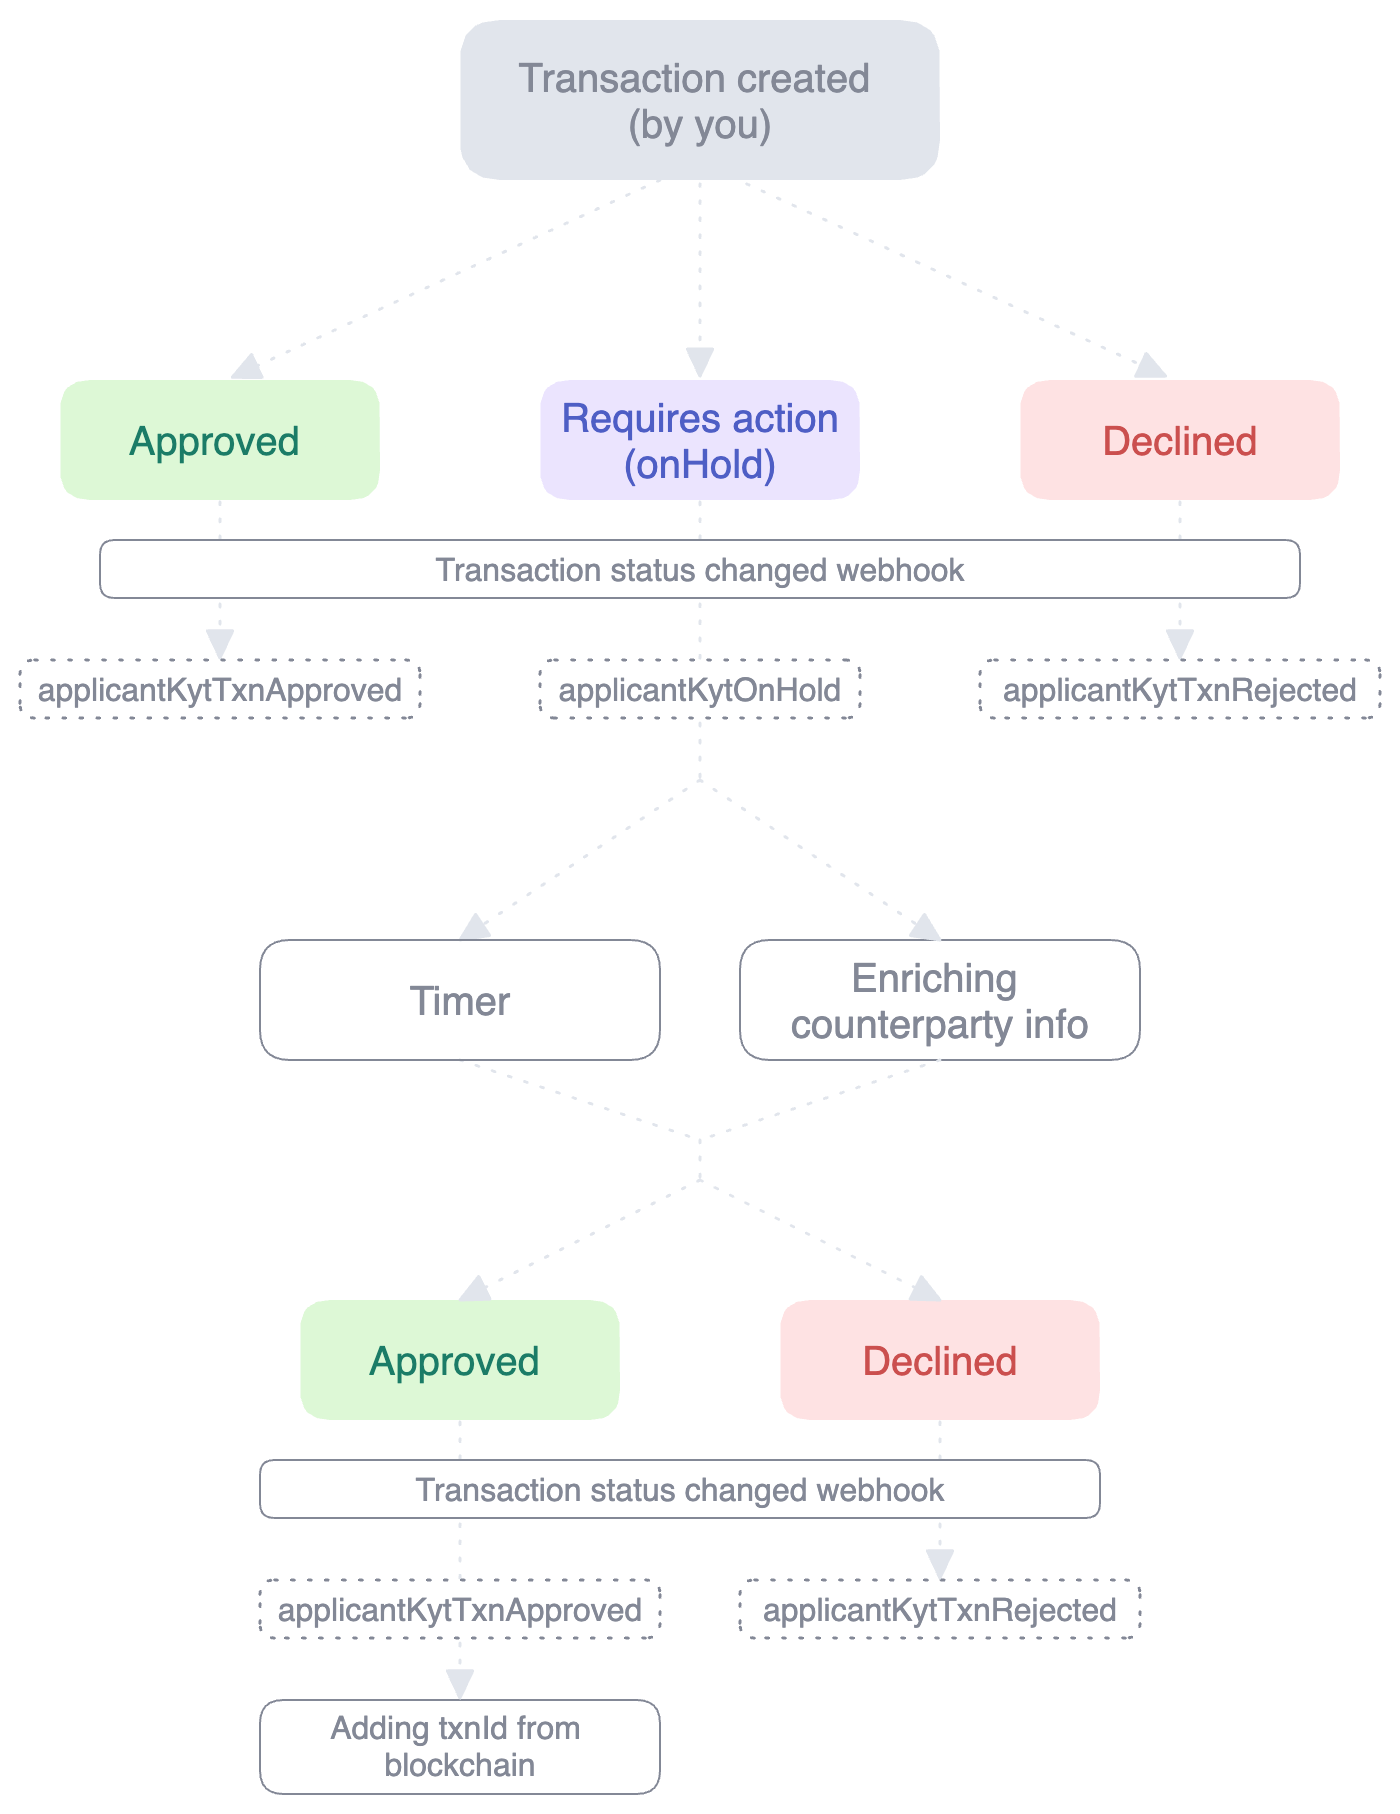 Transaction created
(by you)
Approved
Requires action
(onHold)
Declined
Transaction status changed webhook
applicantKytTxnApproved
applicantKytOnHold
applicantKytTxnRejected
Timer
Enriching
counterparty info
Approved
Declined
Transaction status changed webhook
applicantKytTxnApproved
applicantKytTxnRejected
Adding txnId from
blockchain